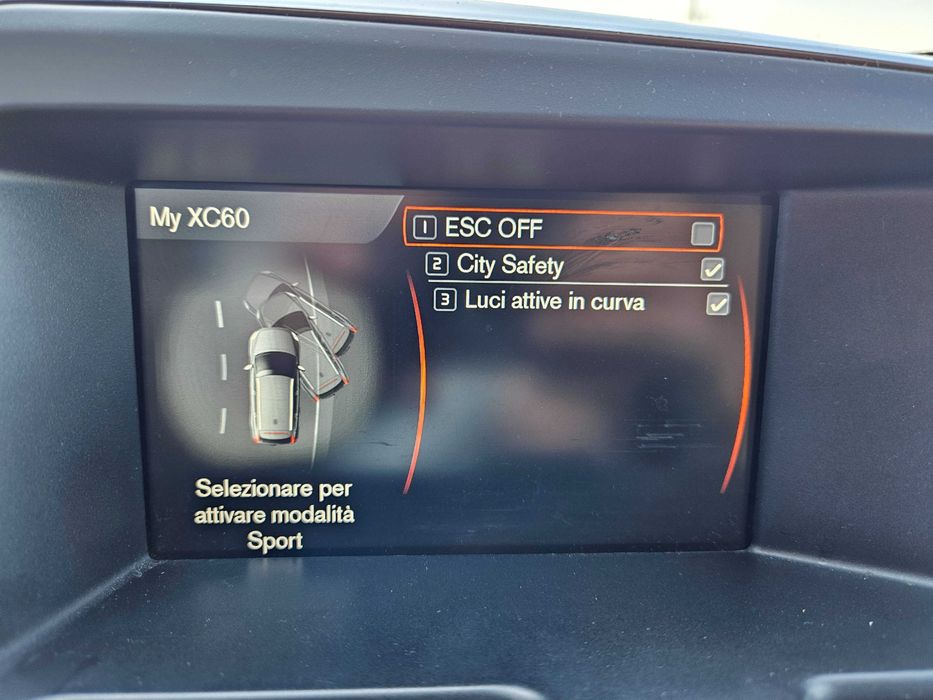 My XC60
1 ESC OFF
2 City Safety
3 Luci attive in curva
Selezionare per
attivare modalità
Sport